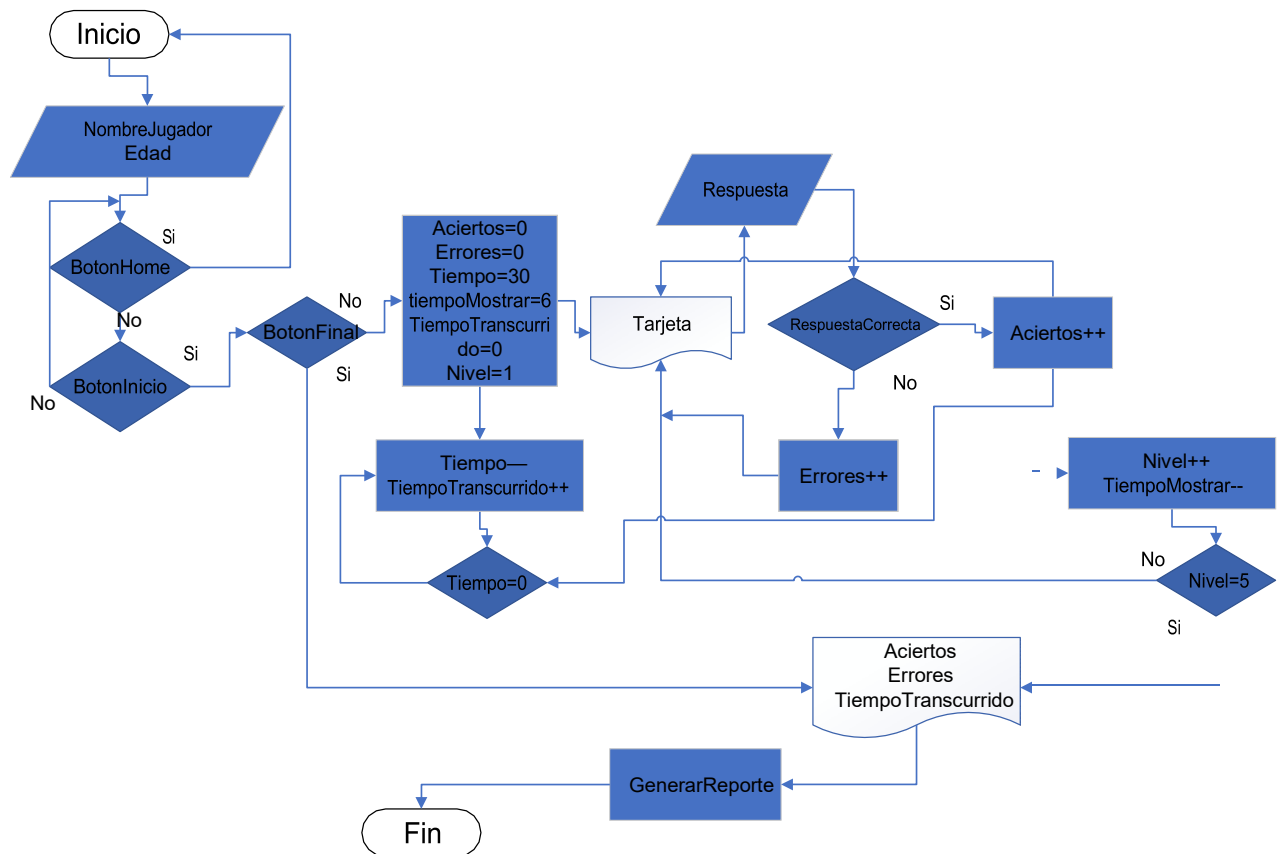 Inicio
NombreJugador
Edad
Si
BotonHome
No
Si
BotonInicio
No
No
BotonFinal
Si
Aciertos=0
Errores=0
Tiempo=30
tiempoMostrar=6
TiempoTranscurri
do=0
Nivel=1
Tiempo—
TiempoTranscurrido++
Tiempo=0
Tarjeta
Respuesta
RespuestaCorrecta
Si
No
Aciertos++
Errores++
Nivel++
TiempoMostrar--
No
Nivel=5
Si
Aciertos
Errores
TiempoTranscurrido
GenerarReporte
Fin